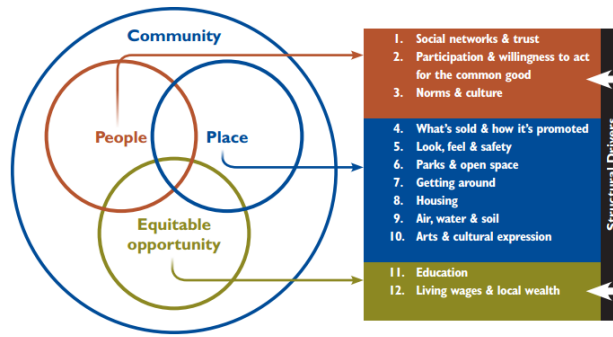 Community
People
Place
Equitable
opportunity
1. Social networks & trust
2. Participation & willingness to act
for the common good
3. Norms & culture
4. What's sold & how it's promoted
5. Look, feel & safety
6. Parks & open space
7. Getting around
8. Housing
9. Air, water & soil
10. Arts & cultural expression
11. Education
12. Living wages & local wealth
Structural Drivers